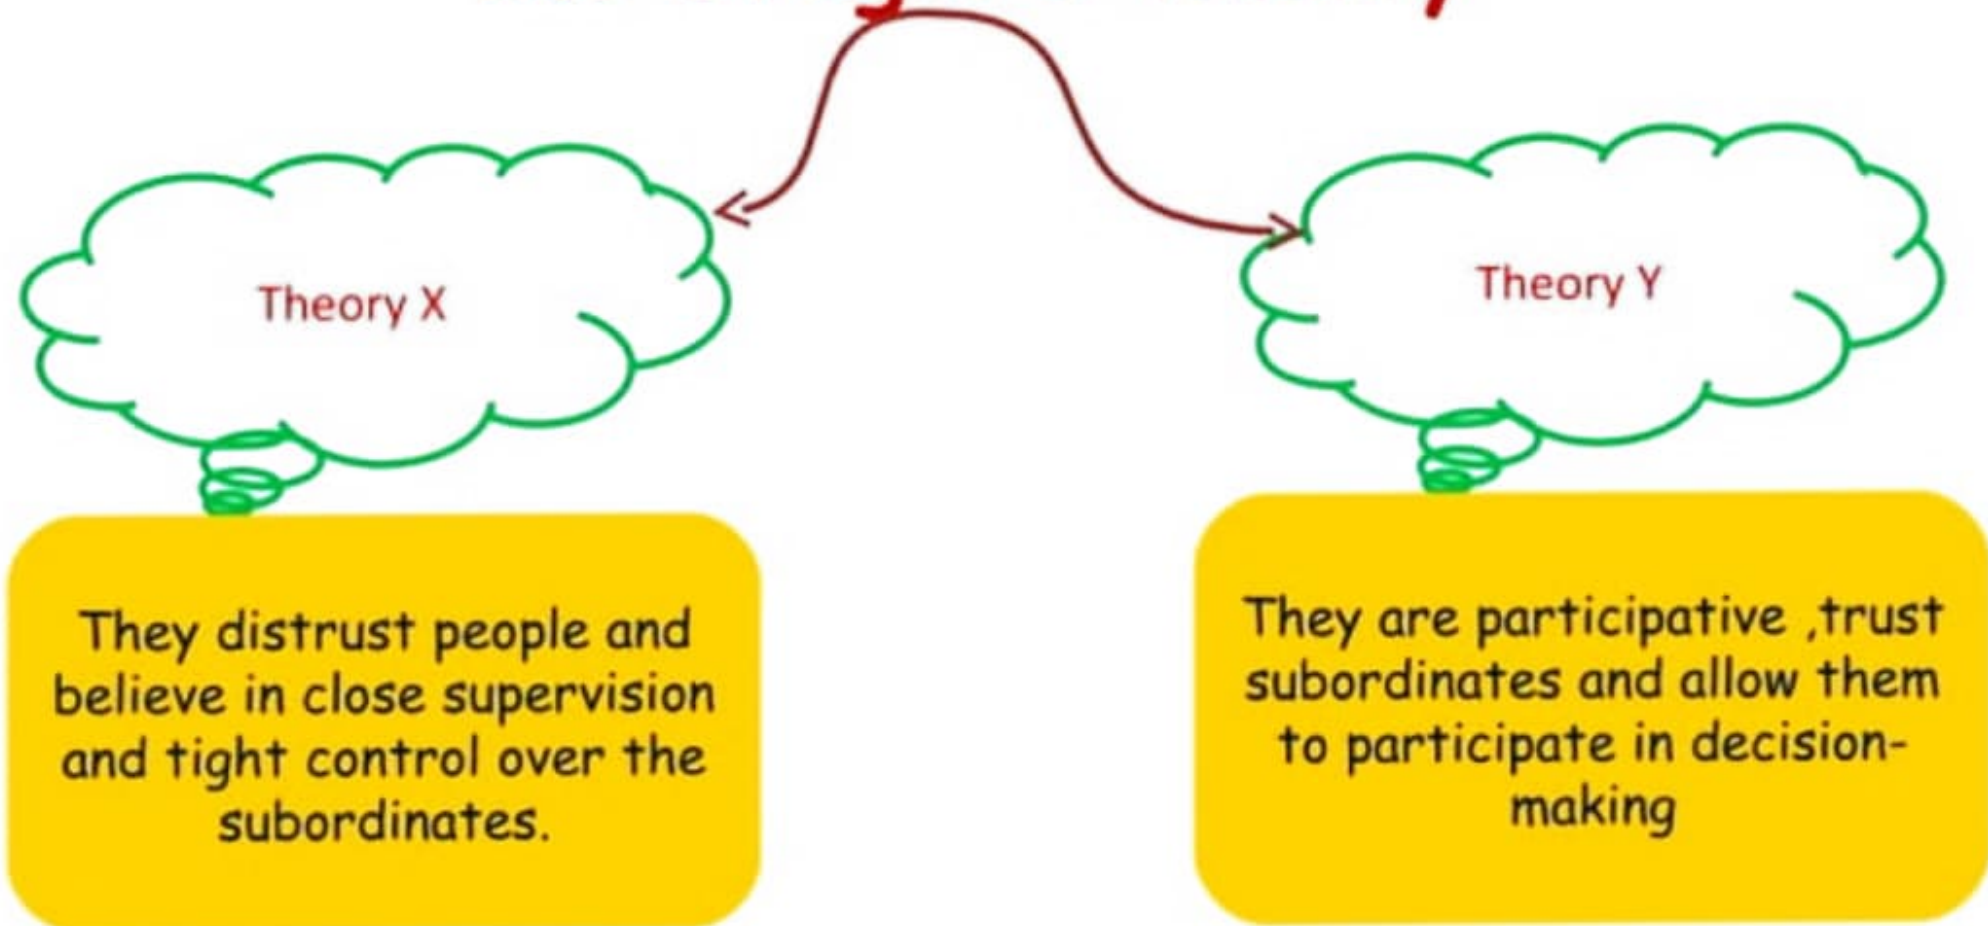 Theory X
Theory Y
They distrust people and
believe in close supervision
and tight control over the
subordinates.
They are participative ,trust
subordinates and allow them
to participate in decision-
making